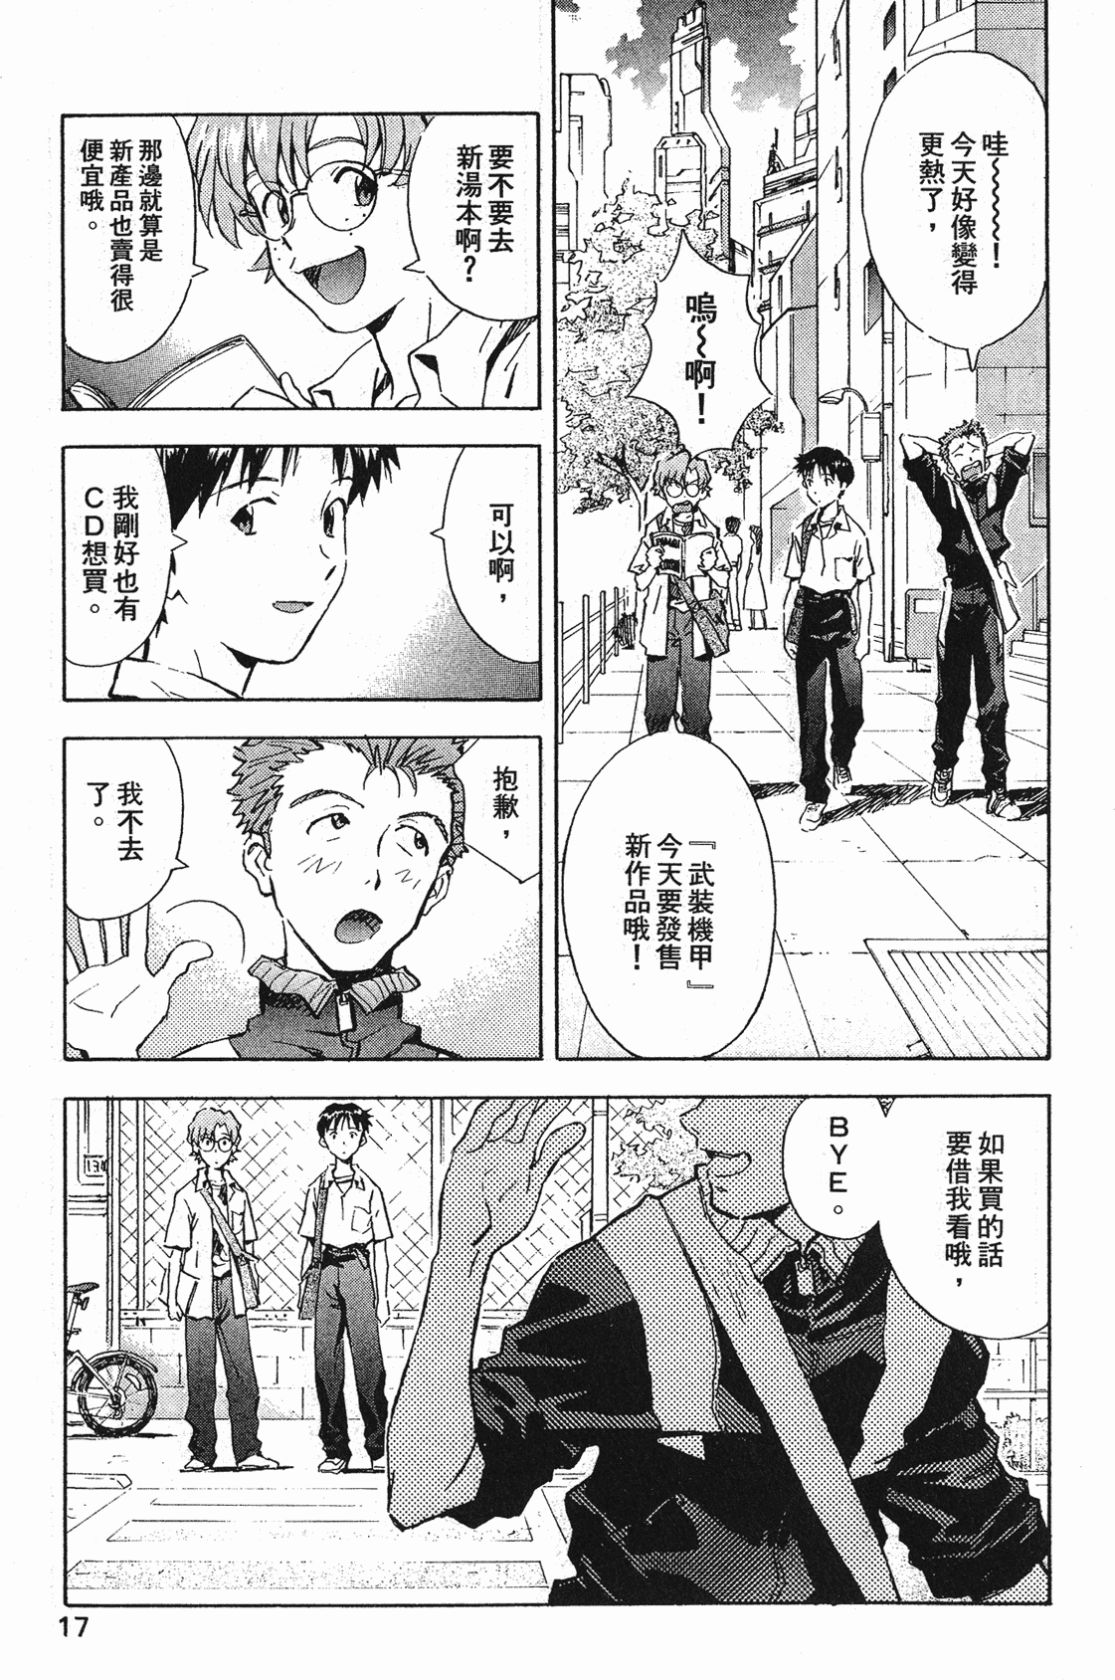 哇~~~~!
今天好像變得
更熱了，
嗚~啊!
『武裝機甲』
今天要發售
新作品哦!
要不要去
新湯本啊?
那邊就算是
新產品也賣得很
便宜哦。
可以啊，
我剛好也有
CD想買。
抱歉，
我不去
了。
如果買的話
要借我看哦，
BYE。
17